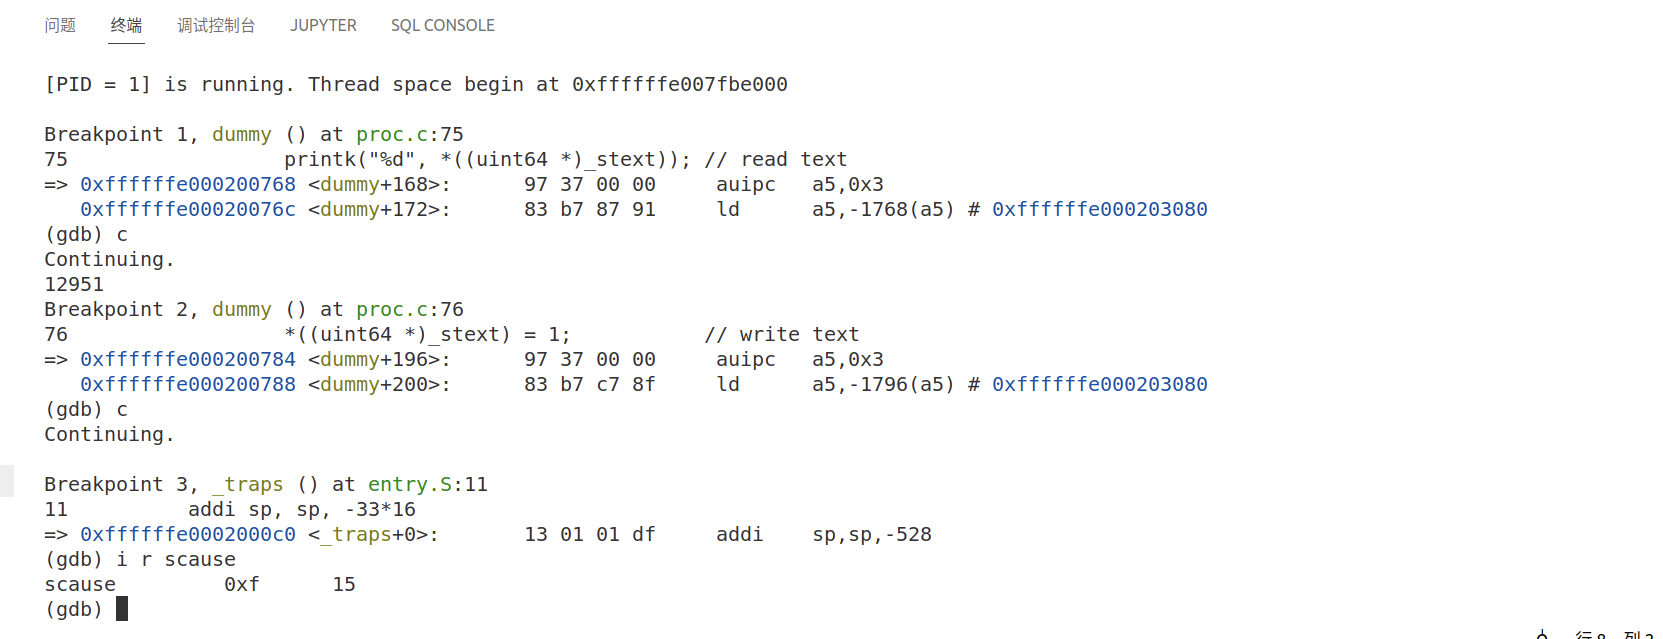 问题 终端 调试控制台 JUPYTER SQL CONSOLE
[PID = 1] is running. Thread space begin at 0xffffffe007fbe000
Breakpoint 1, dummy () at proc.c:75
75                  printk("%d", *((uint64 *)_stext)); // read text
=> 0xffffffe000200768 <dummy+168>:      97 37 00 00     auipc   a5,0x3
   0xffffffe00020076c <dummy+172>:      83 b7 87 91     ld      a5,-1768(a5) # 0xffffffe000203080
(gdb) c
Continuing.
12951
Breakpoint 2, dummy () at proc.c:76
76                  *((uint64 *)_stext) = 1;           // write text
=> 0xffffffe000200784 <dummy+196>:      97 37 00 00     auipc   a5,0x3
   0xffffffe000200788 <dummy+200>:      83 b7 c7 8f     ld      a5,-1796(a5) # 0xffffffe000203080
(gdb) c
Continuing.
Breakpoint 3, _traps () at entry.S:11
11          addi sp, sp, -33*16
=> 0xffffffe0002000c0 <_traps+0>:       13 01 01 df     addi    sp,sp,-528
(gdb) i r scause
scause         0xf      15
(gdb)